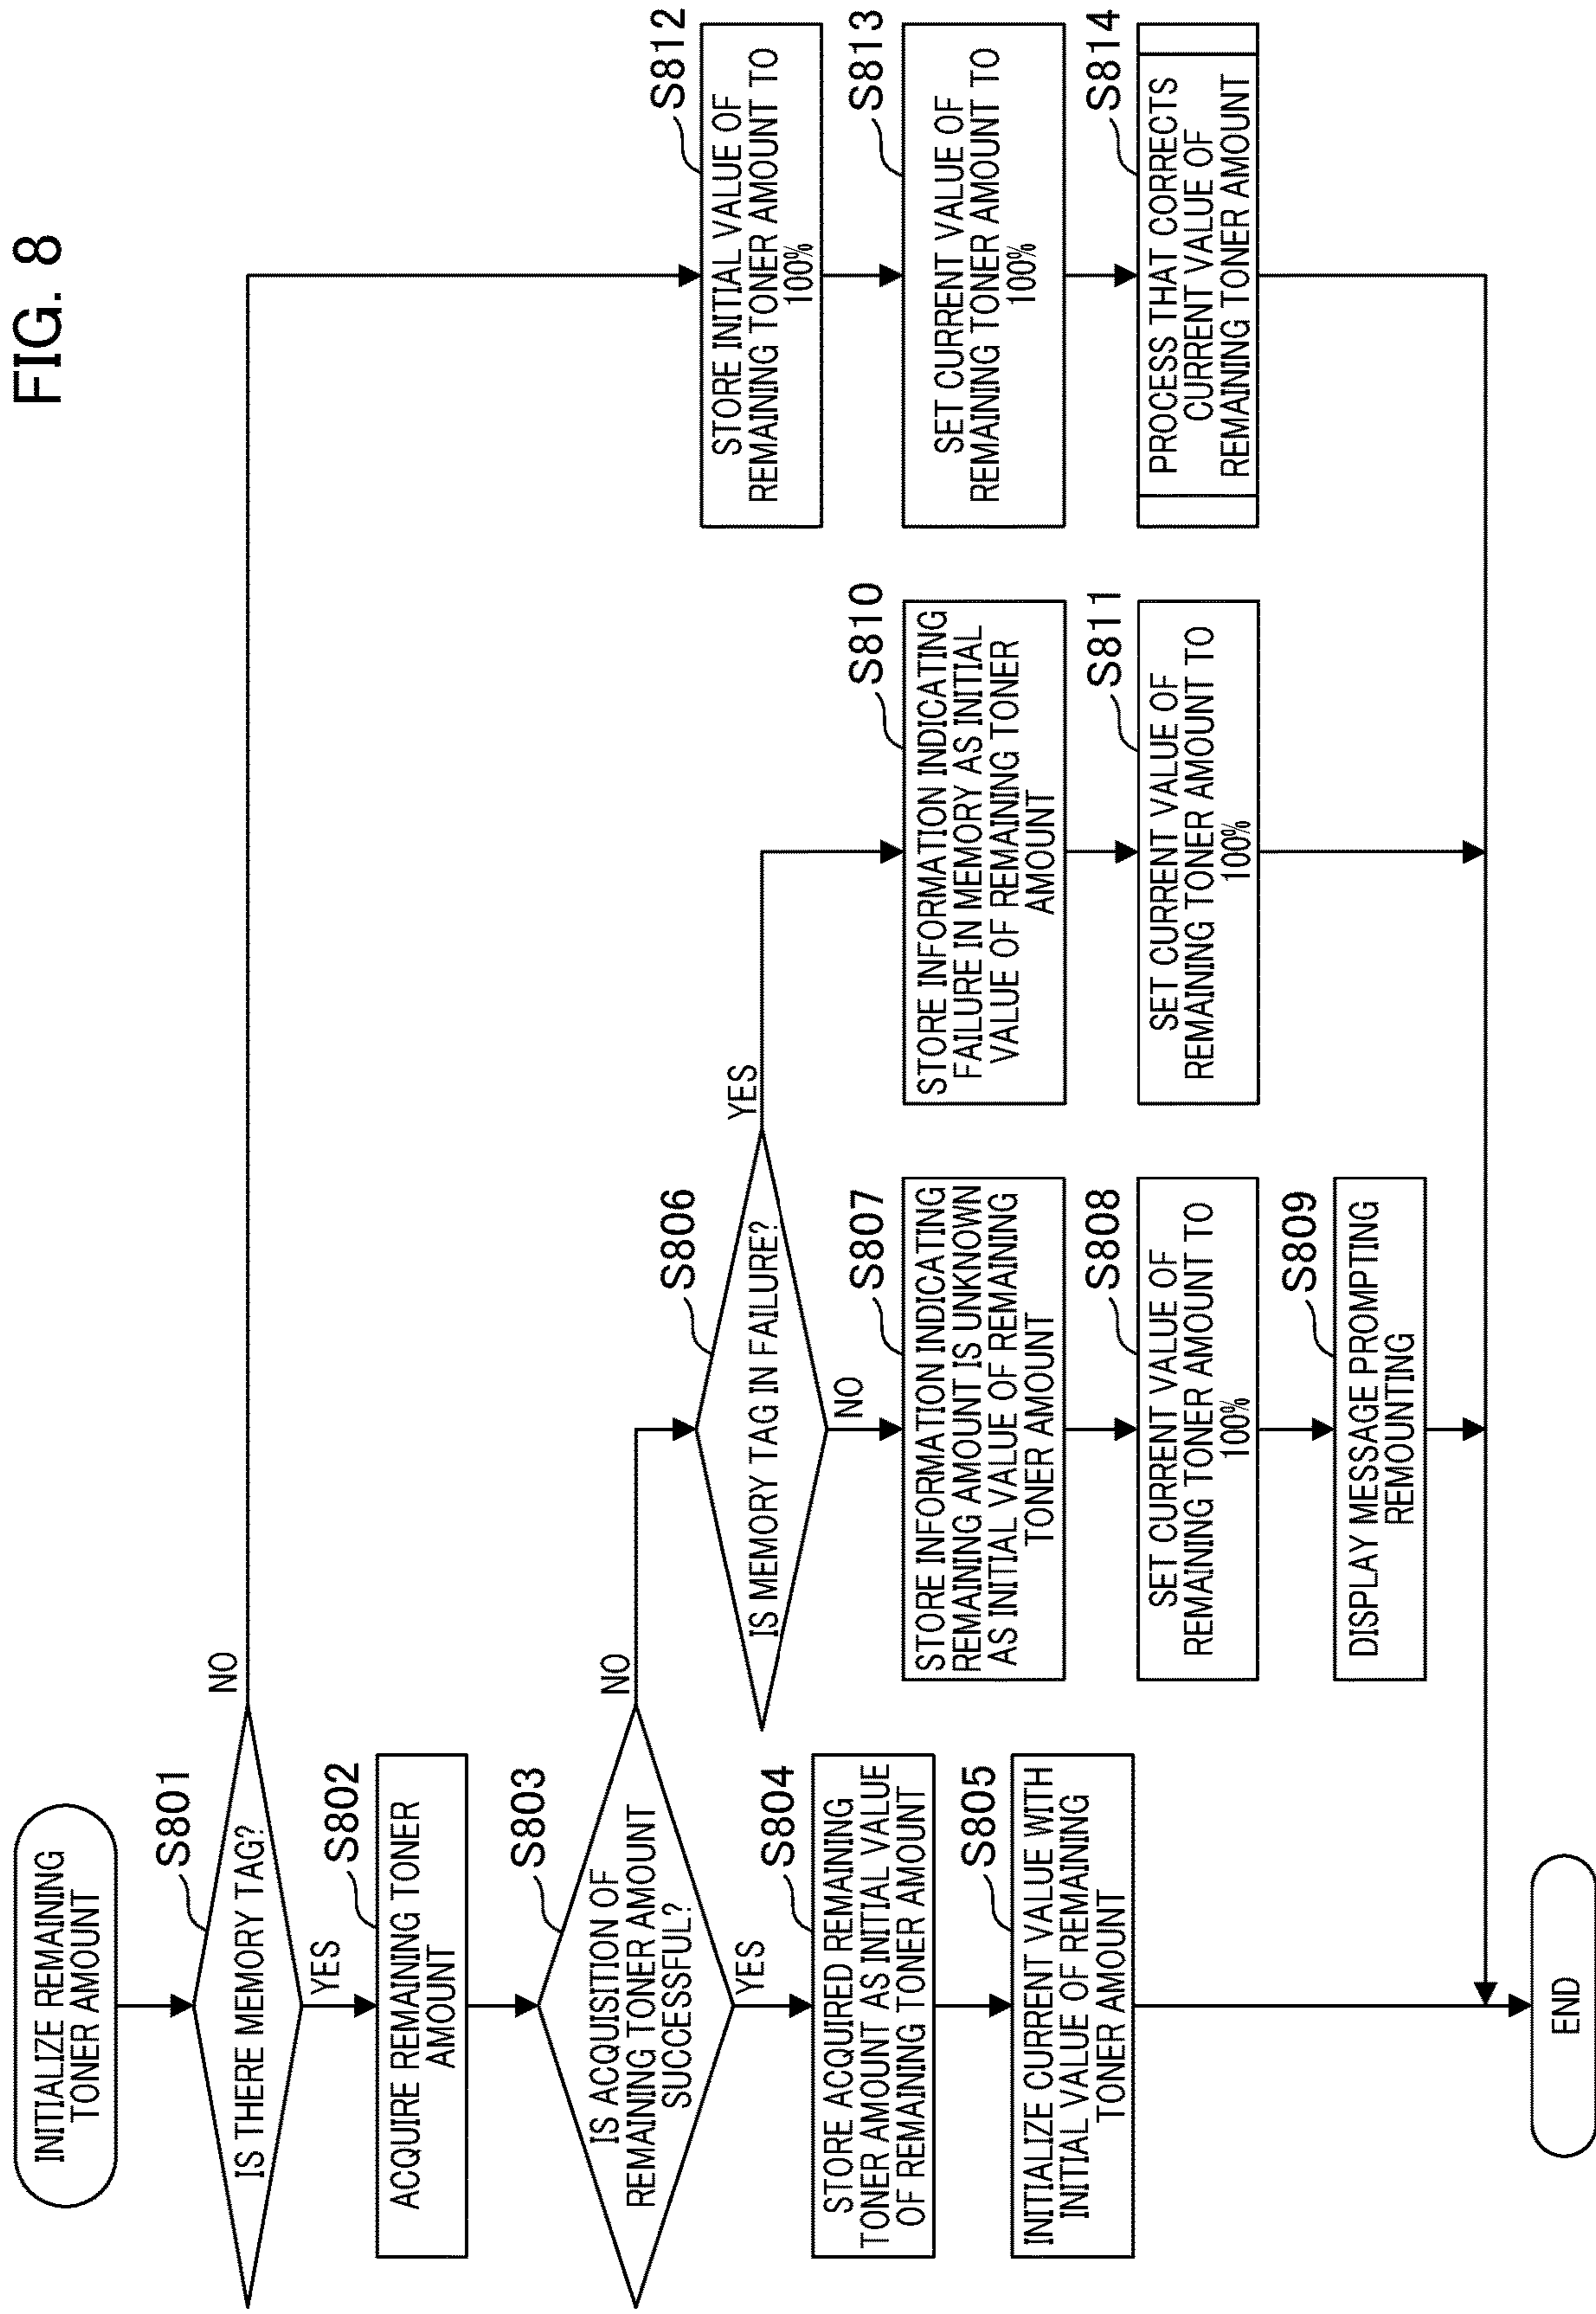 FIG. 8
INITIALIZE REMAINING
TONER AMOUNT
S801
IS THERE MEMORY TAG?
NO
YES
S802
ACQUIRE REMAINING TONER
AMOUNT
S803
IS ACQUISITION OF
REMAINING TONER AMOUNT
SUCCESSFUL?
NO
YES
S804
STORE ACQUIRED REMAINING
TONER AMOUNT AS INITIAL VALUE
OF REMAINING TONER AMOUNT
S805
INITIALIZE CURRENT VALUE WITH
INITIAL VALUE OF REMAINING
TONER AMOUNT
S806
IS MEMORY TAG IN FAILURE?
YES
NO
S807
STORE INFORMATION INDICATING
REMAINING AMOUNT IS UNKNOWN
AS INITIAL VALUE OF REMAINING
TONER AMOUNT
S808
SET CURRENT VALUE OF
REMAINING TONER AMOUNT TO
100%
S809
DISPLAY MESSAGE PROMPTING
REMOUNTING
S810
STORE INFORMATION INDICATING
FAILURE IN MEMORY AS INITIAL
VALUE OF REMAINING TONER
AMOUNT
S811
SET CURRENT VALUE OF
REMAINING TONER AMOUNT TO
100%
S812
STORE INITIAL VALUE OF
REMAINING TONER AMOUNT TO
100%
S813
SET CURRENT VALUE OF
REMAINING TONER AMOUNT TO
100%
S814
PROCESS THAT CORRECTS
CURRENT VALUE OF
REMAINING TONER AMOUNT
END